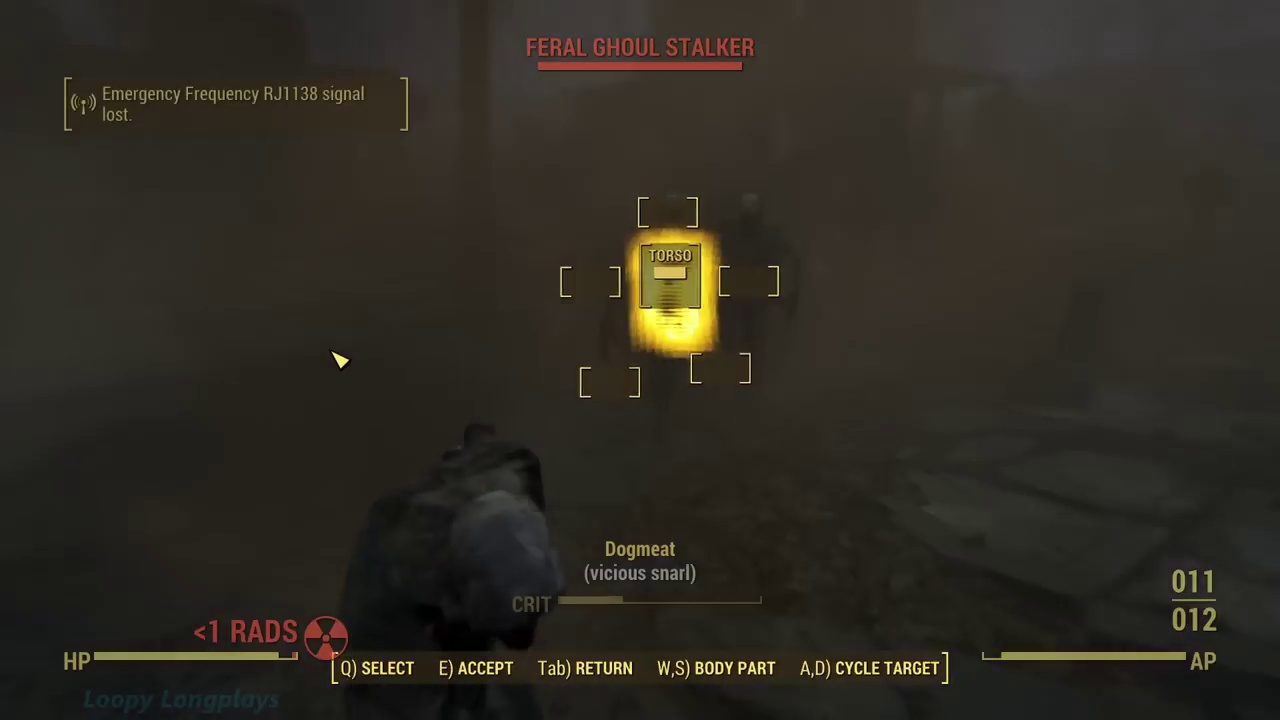 FERAL GHOUL STALKER
Emergency Frequency RJ1138 signal
lost.
TORSO
Dogmeat
(vicious snarl)
CRIT
011
012
<1 RADS
HP
Q) SELECT E) ACCEPT Tab) RETURN W,S) BODY PART A,D) CYCLE TARGET
AP
Loopy Longplays